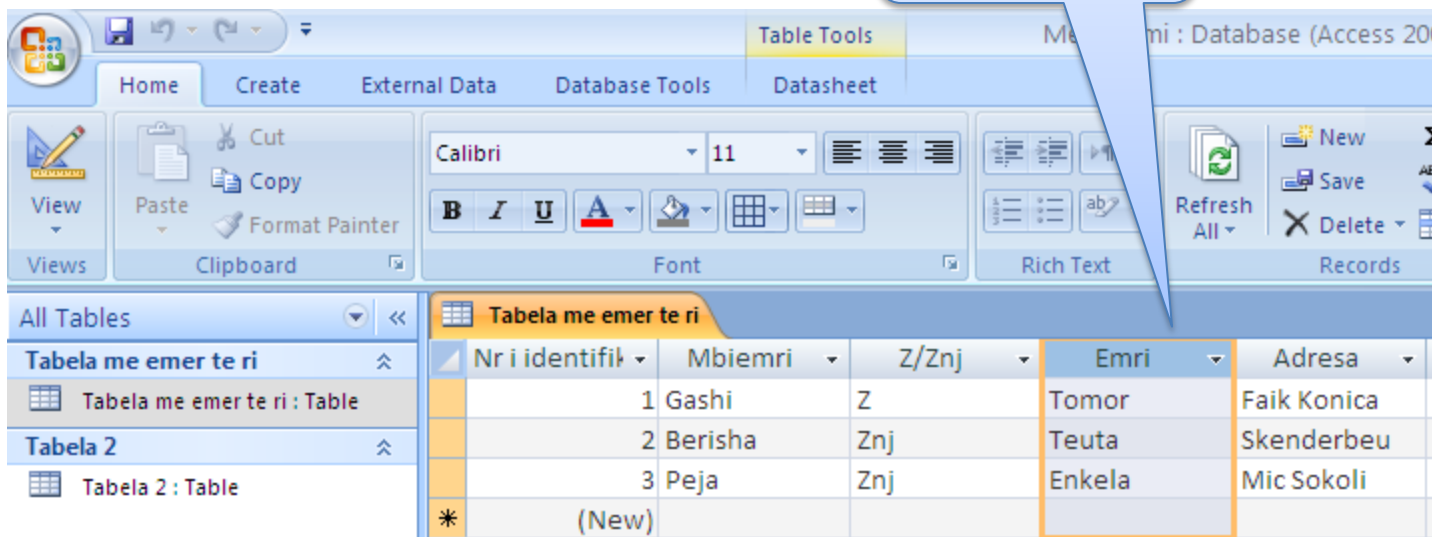 Table Tools
Me mi : Database (Access 200
Home Create External Data Database Tools Datasheet
Cut
Calibri 11
New
Copy
Save
View Paste
Format Painter
B I U A
ab
Refresh All
Delete
Views Clipboard Font Rich Text Records
All Tables
Tabela me emer te ri
Nr i identifik Mbiemri Z/Znj Emri Adresa
Tabela me emer te ri
Tabela me emer te ri : Table
1 Gashi Z Tomor Faik Konica
Tabela 2
2 Berisha Znj Teuta Skenderbeu
Tabela 2 : Table
3 Peja Znj Enkela Mic Sokoli
(New)